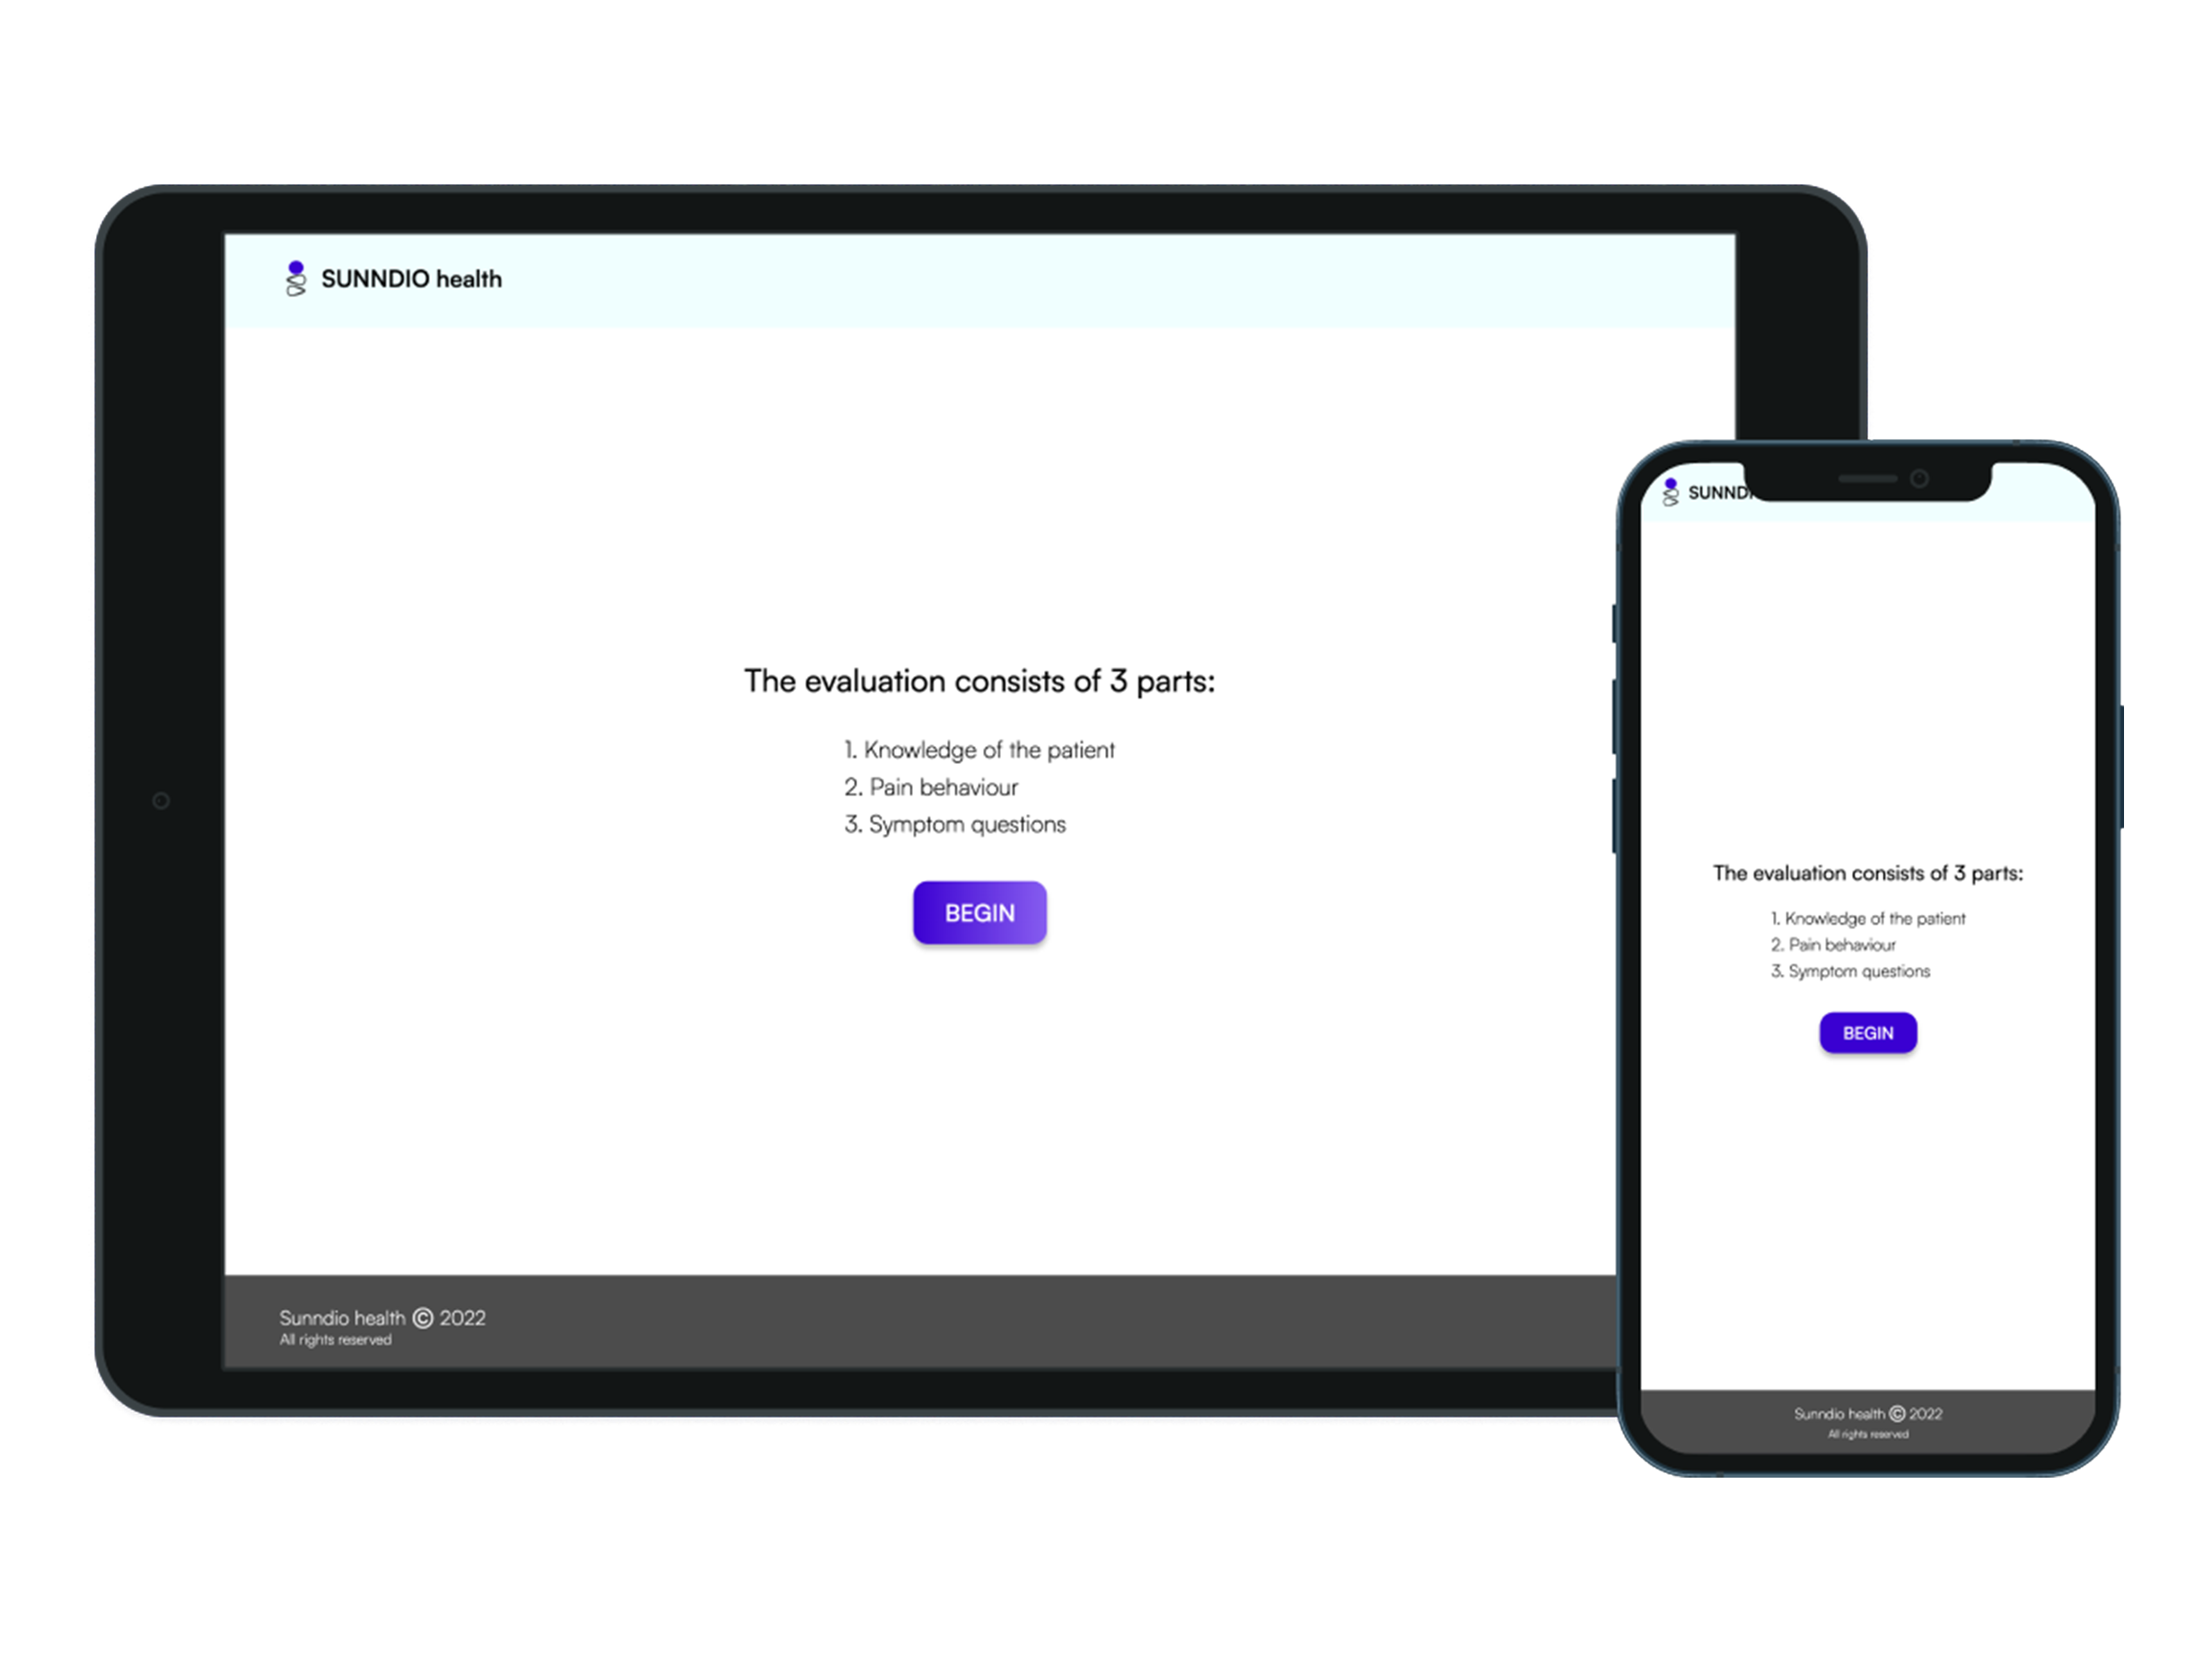 SUNNDIO health
The evaluation consists of 3 parts:
1. Knowledge of the patient
2. Pain behaviour
3. Symptom questions
BEGIN
Sunndio health © 2022
All rights reserved
SUNND
The evaluation consists of 3 parts:
1. Knowledge of the patient
2. Pain behaviour
3. Symptom questions
BEGIN
Sunndio health © 2022
All rights reserved